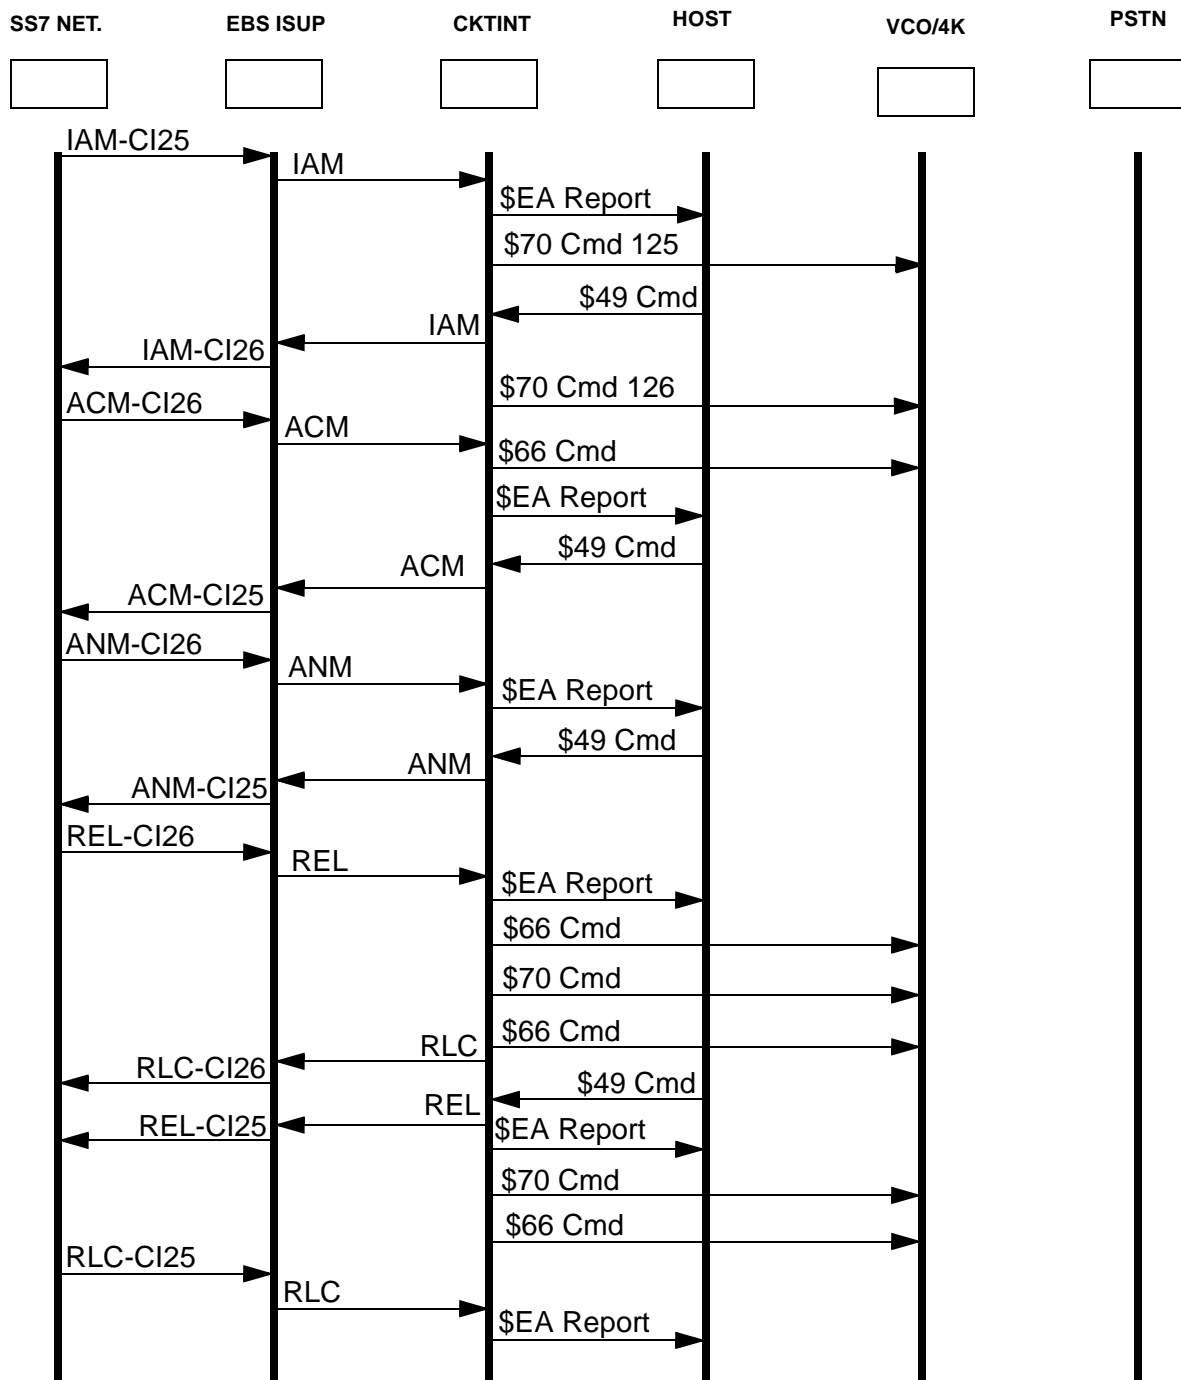 SS7 NET. EBS ISUP CKTINT HOST VCO/4K PSTN
IAM-CI25
IAM
$EA Report
$70 Cmd 125
$49 Cmd
IAM
IAM-CI26
$70 Cmd 126
ACM-CI26
ACM
$66 Cmd
$EA Report
$49 Cmd
ACM
ACM-CI25
ANM-CI26
ANM
$EA Report
$49 Cmd
ANM
ANM-CI25
REL-CI26
REL
$EA Report
$66 Cmd
$70 Cmd
$66 Cmd
RLC
RLC-CI26
$49 Cmd
REL
REL-CI25
$EA Report
$70 Cmd
$66 Cmd
RLC-CI25
RLC
$EA Report